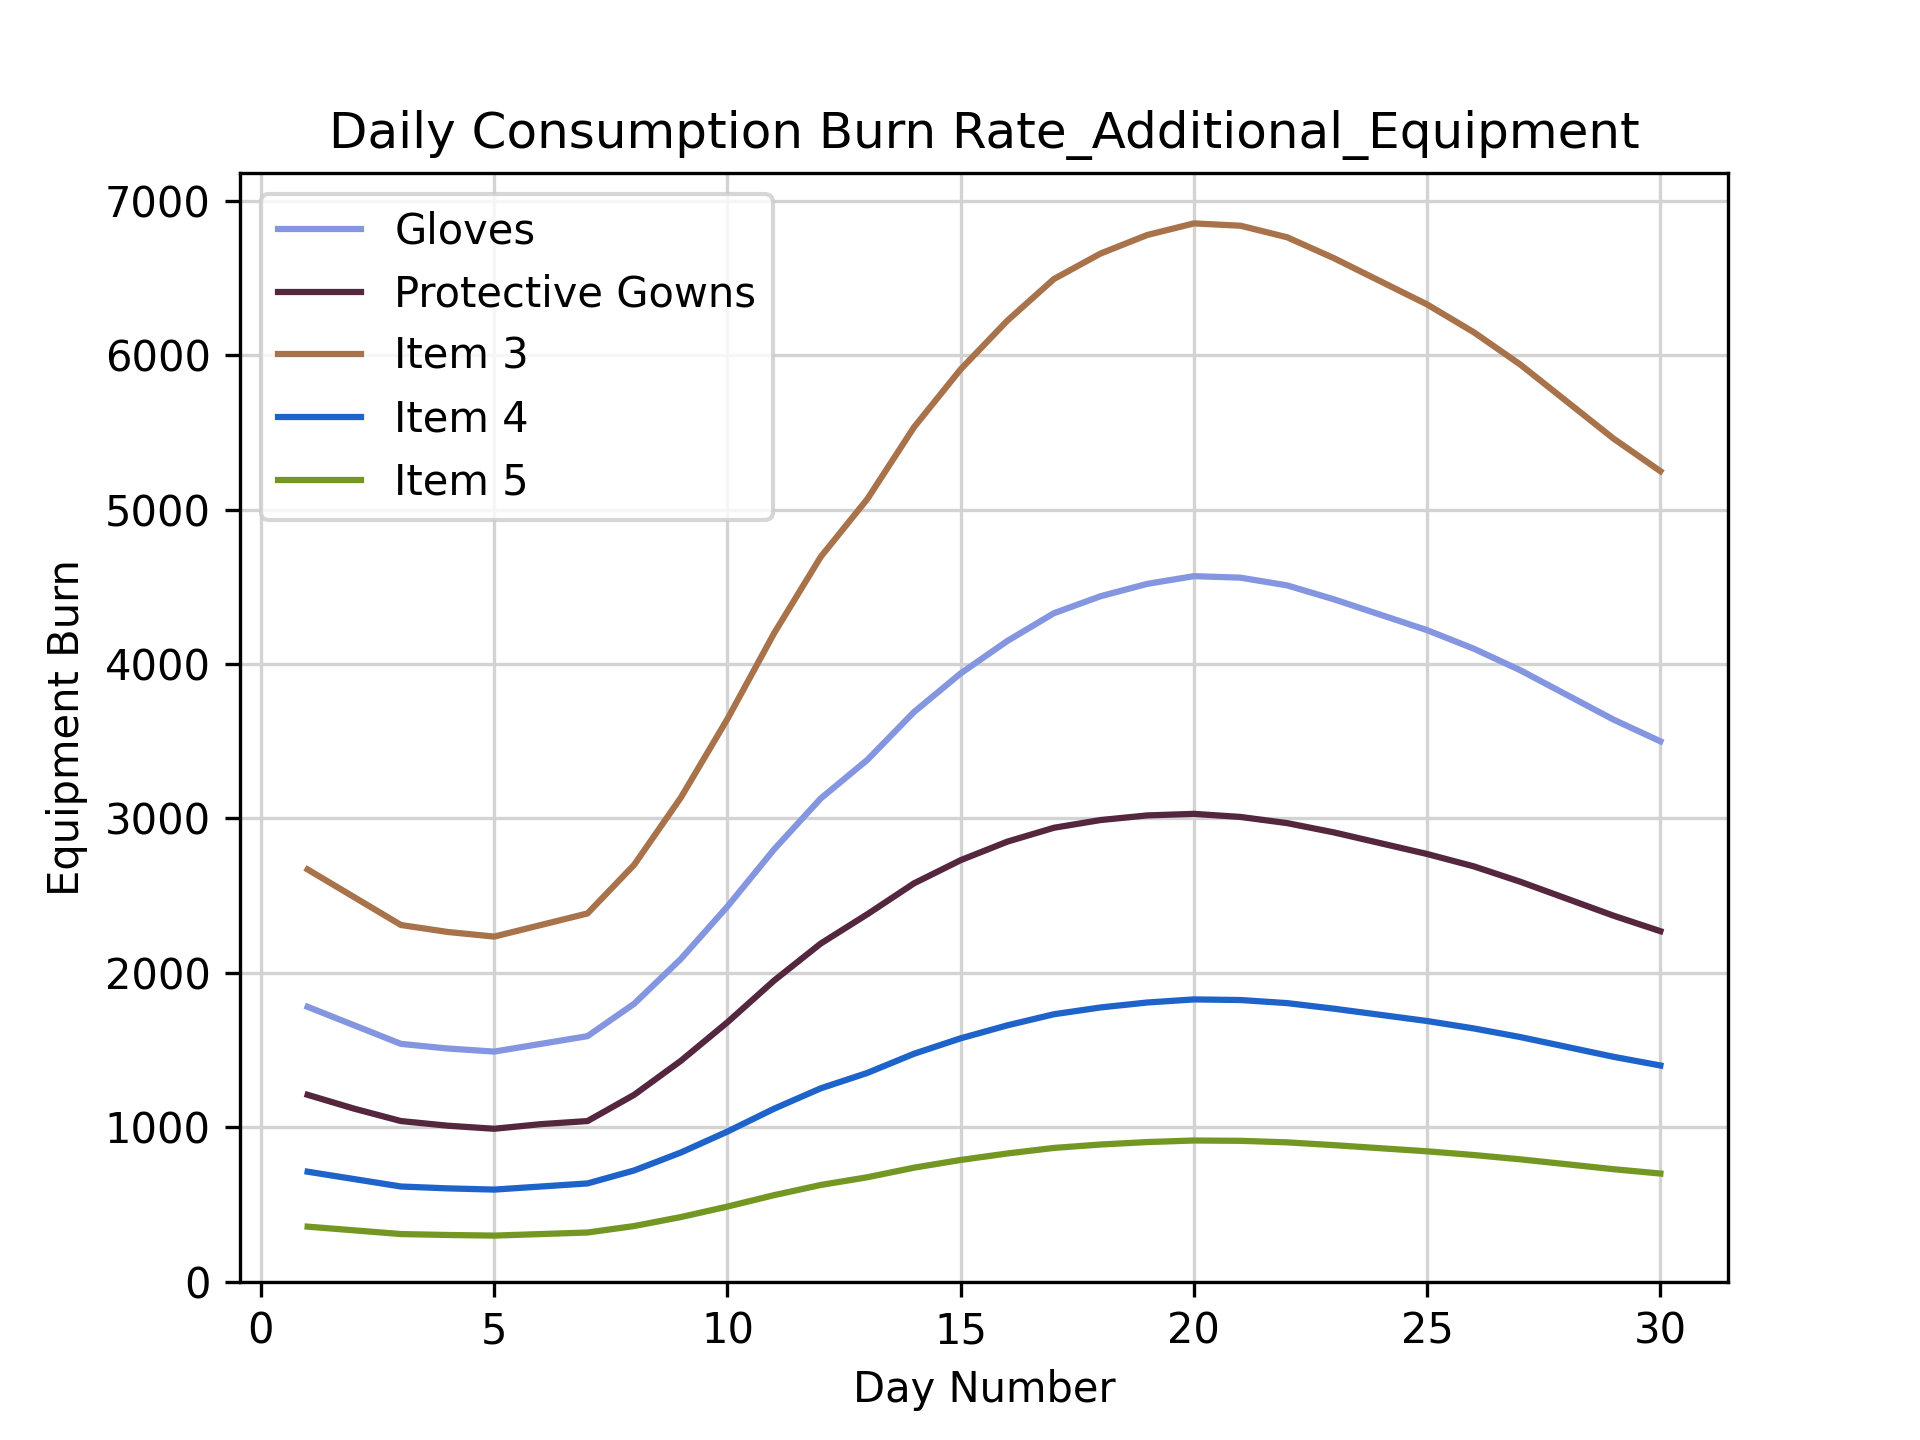 Daily Consumption Burn Rate_Additional_Equipment
7000
6000
5000
4000
3000
2000
1000
0
Equipment Burn
Gloves
Protective Gowns
Item 3
Item 4
Item 5
0 5 10 15 20 25 30
Day Number